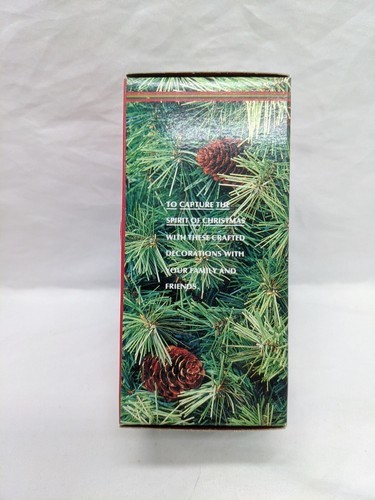 TO CAPTURE THE
SPIRIT OF CHRISTMAS
WITH THESE CRAFTED
DECORATIONS WITH
YOUR FAMILY AND
FRIENDS.